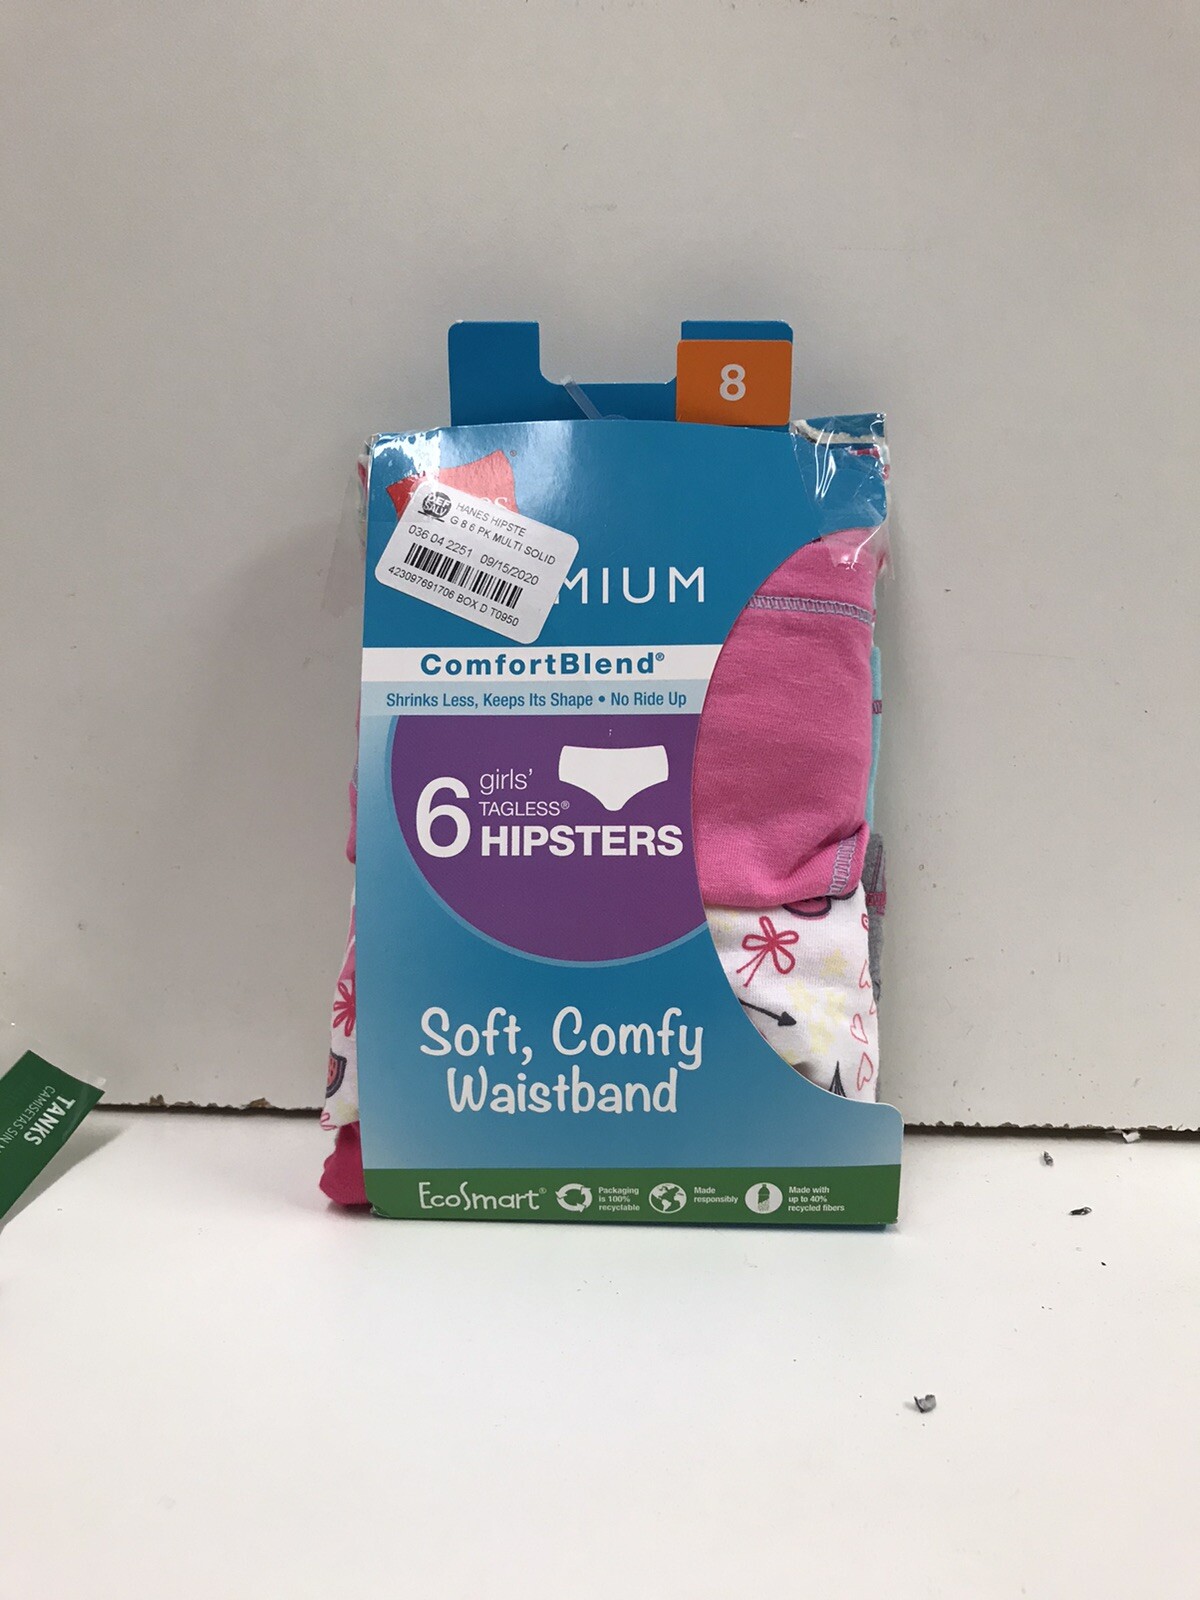 8
HANES HIPSTE
G 8 6 PK MULTI SOLID
036 04 2251 09/15/2020
423097691706 BOX D T0950
MIUM
ComfortBlend®
Shrinks Less, Keeps Its Shape • No Ride Up
6 girls'
TAGLESS®
HIPSTERS
Soft, Comfy
Waistband
EcoSmart®
Packaging
is 100%
recyclable
Made
responsibly
Made with
up to 40%
recycled fibers
TANKS
CAMISETAS SIN